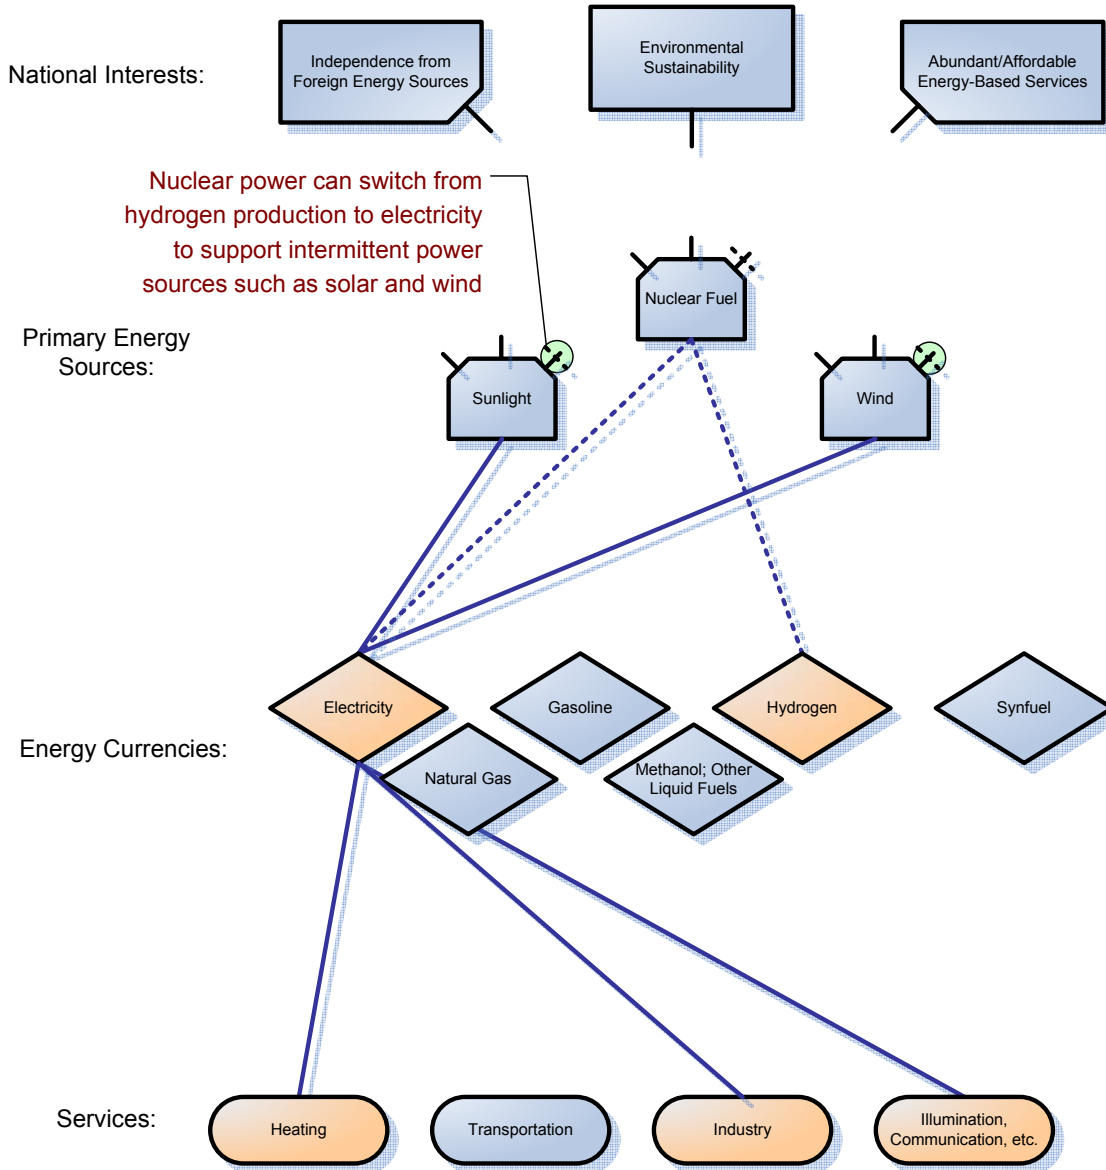 National Interests:
Independence from
Foreign Energy Sources
Environmental
Sustainability
Abundant/Affordable
Energy-Based Services
Nuclear power can switch from
hydrogen production to electricity
to support intermittent power
sources such as solar and wind
Nuclear Fuel
Primary Energy
Sources:
Sunlight
Wind
Electricity
Gasoline
Hydrogen
Synfuel
Energy Currencies:
Natural Gas
Methanol; Other
Liquid Fuels
Services:
Heating
Transportation
Industry
Illumination,
Communication, etc.